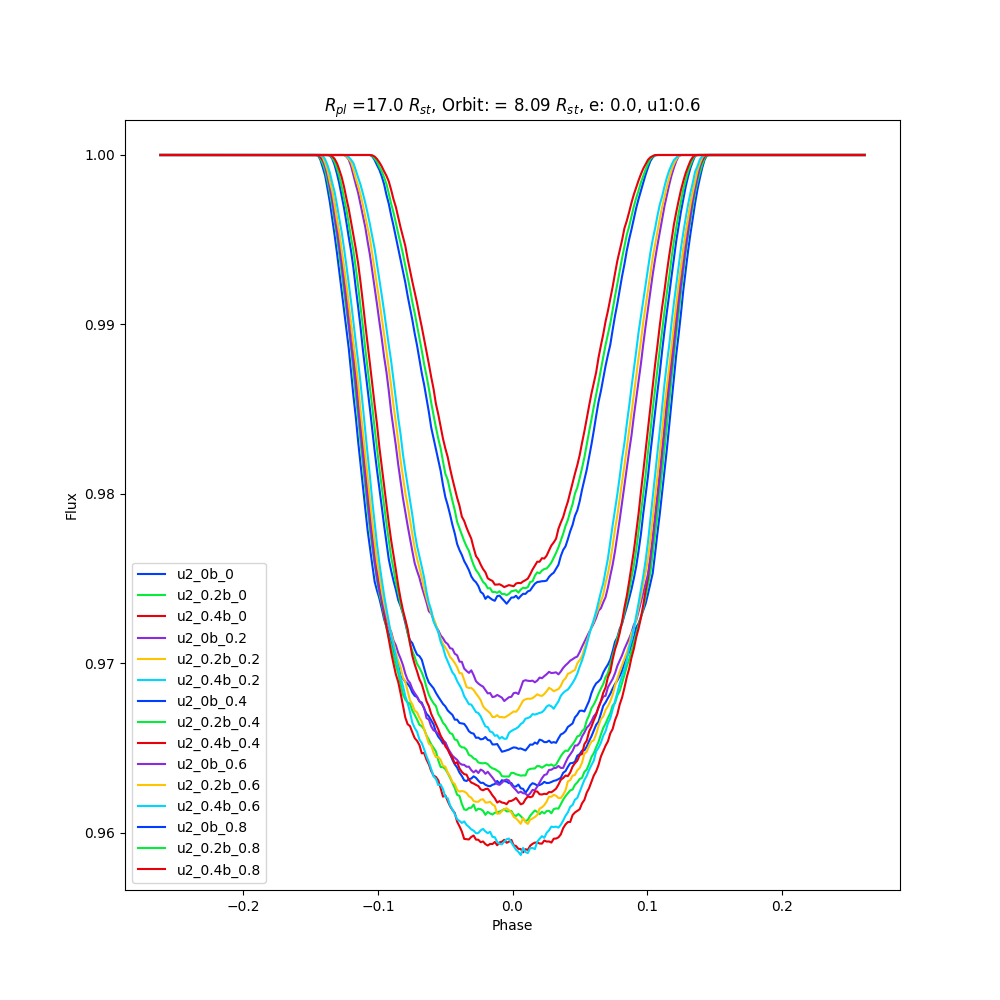 R_pl =17.0 R_st, Orbit: = 8.09 R_st, e: 0.0, u1:0.6
1.00
0.99
0.98
0.97
0.96
Flux
u2_0b_0
u2_0.2b_0
u2_0.4b_0
u2_0b_0.2
u2_0.2b_0.2
u2_0.4b_0.2
u2_0b_0.4
u2_0.2b_0.4
u2_0.4b_0.4
u2_0b_0.6
u2_0.2b_0.6
u2_0.4b_0.6
u2_0b_0.8
u2_0.2b_0.8
u2_0.4b_0.8
−0.2 −0.1 0.0 0.1 0.2
Phase